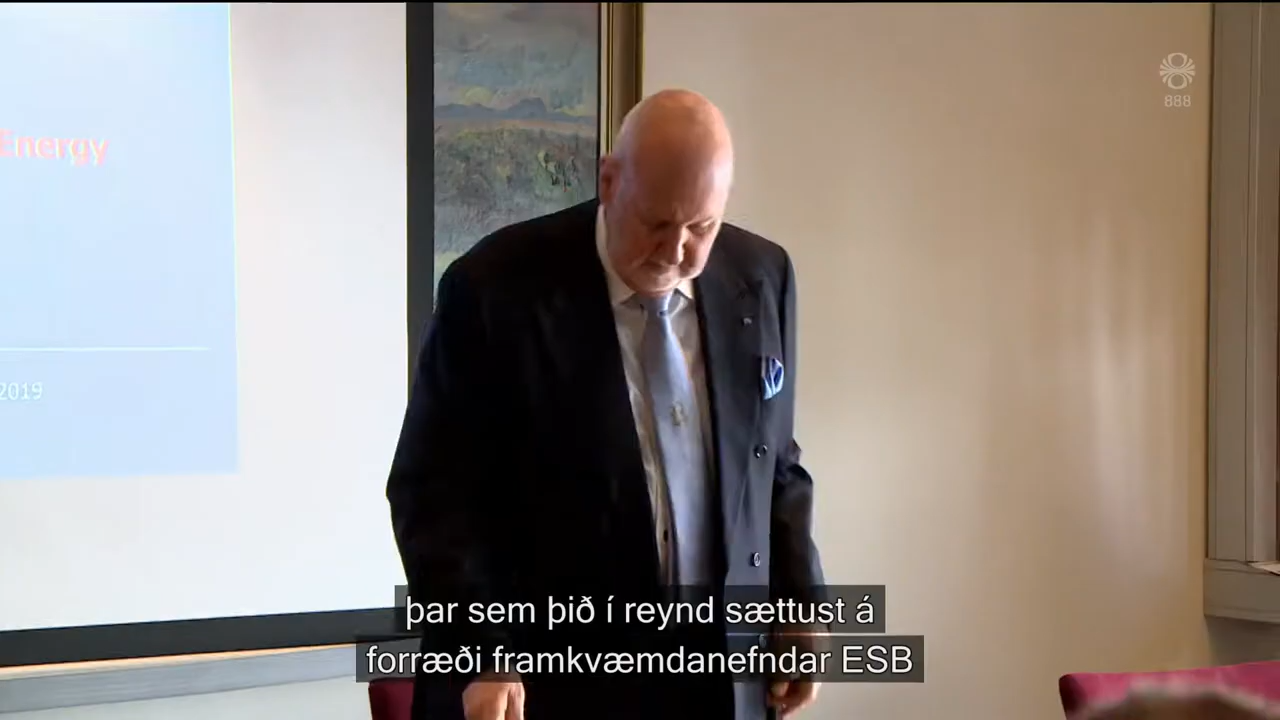 Energy
2019
888
þar sem þið í reynd sættust á
forræði framkvæmdanefndar ESB